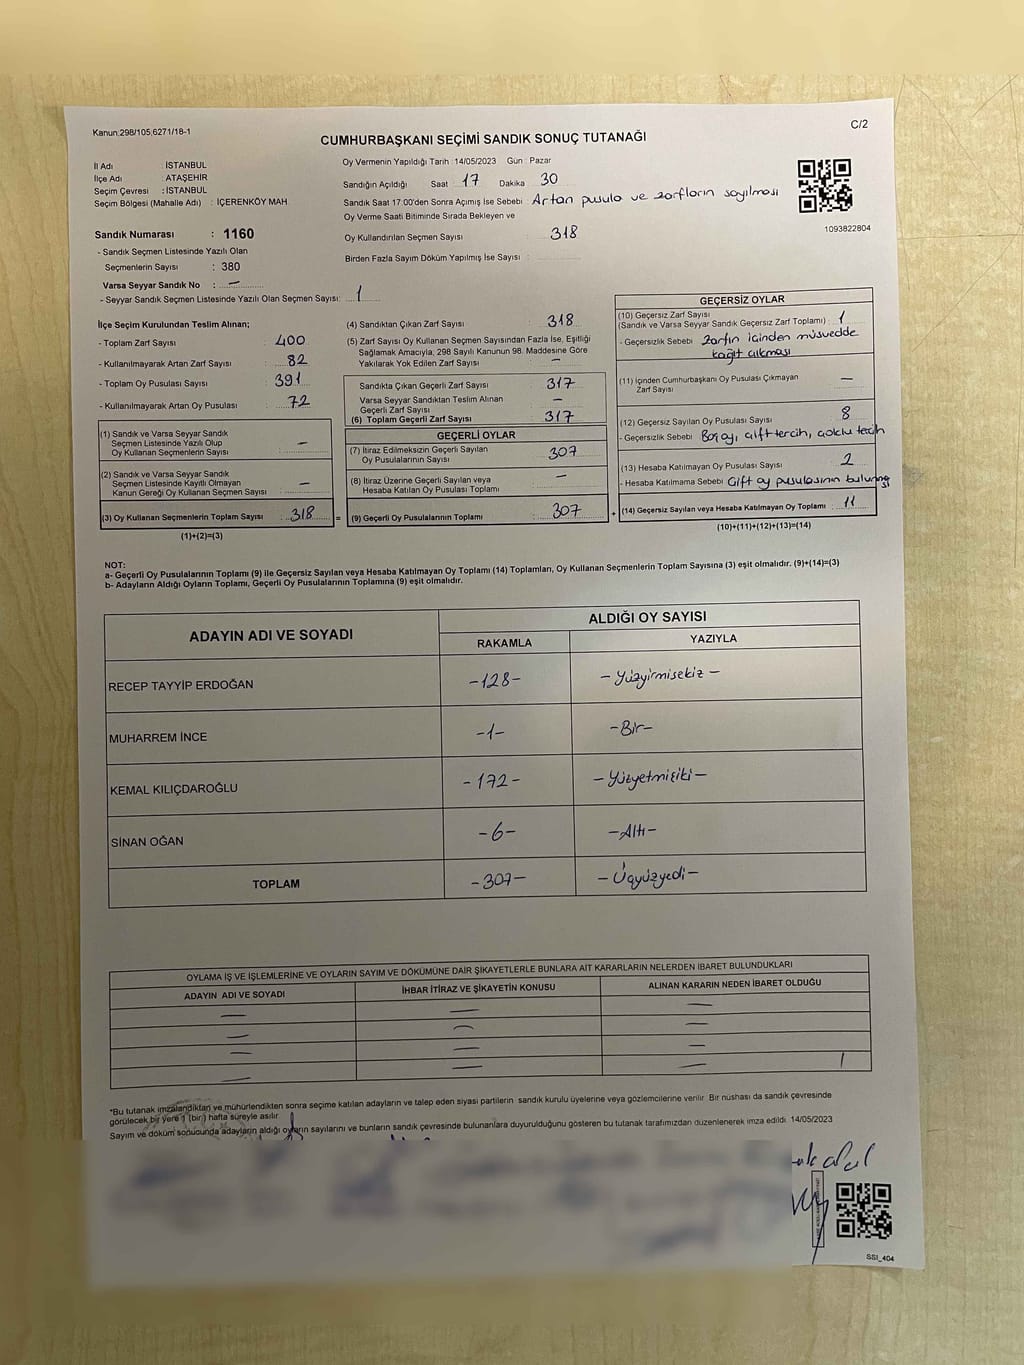 Kanun;298/105;6271/18-1
C/2
CUMHURBAŞKANI SEÇİMİ SANDIK SONUÇ TUTANAĞI
İl Adı : İSTANBUL
İlçe Adı : ATAŞEHİR
Seçim Çevresi : İSTANBUL
Seçim Bölgesi (Mahalle Adı) : İÇERENKÖY MAH.
Oy Vermenin Yapıldığı Tarih : 14/05/2023 Gün : Pazar
Sandığın Açıldığı Saat 17 Dakika 30
Sandık Saat 17:00'den Sonra Açımış İse Sebebi : Artan pusula ve zarfların sayılması
Oy Verme Saati Bitiminde Sırada Bekleyen ve
Oy Kullandırılan Seçmen Sayısı : 318
Birden Fazla Sayım Döküm Yapılmış İse Sayısı :
1093822804
Sandık Numarası : 1160
- Sandık Seçmen Listesinde Yazılı Olan
Seçmenlerin Sayısı : 380
Varsa Seyyar Sandık No : —
- Seyyar Sandık Seçmen Listesinde Yazılı Olan Seçmen Sayısı: 1
İlçe Seçim Kurulundan Teslim Alınan;
- Toplam Zarf Sayısı : 400
- Kullanılmayarak Artan Zarf Sayısı : 82
- Toplam Oy Pusulası Sayısı : 391
- Kullanılmayarak Artan Oy Pusulası : 72
(1) Sandık ve Varsa Seyyar Sandık
Seçmen Listesinde Yazılı Olup
Oy Kullanan Seçmenlerin Sayısı : —
(2) Sandık ve Varsa Seyyar Sandık
Seçmen Listesinde Kayıtlı Olmayan
Kanun Gereği Oy Kullanan Seçmen Sayısı : —
(3) Oy Kullanan Seçmenlerin Toplam Sayısı : 318 =
(1)+(2)=(3)
(4) Sandıktan Çıkan Zarf Sayısı : 318
(5) Zarf Sayısı Oy Kullanan Seçmen Sayısından Fazla İse, Eşitliği
Sağlamak Amacıyla, 298 Sayılı Kanunun 98. Maddesine Göre
Yakılarak Yok Edilen Zarf Sayısı : —
Sandıkta Çıkan Geçerli Zarf Sayısı : 317
Varsa Seyyar Sandıktan Teslim Alınan
Geçerli Zarf Sayısı : —
(6) Toplam Geçerli Zarf Sayısı : 317
GEÇERLİ OYLAR
(7) İtiraz Edilmeksizin Geçerli Sayılan
Oy Pusulalarının Sayısı : 307
(8) İtiraz Üzerine Geçerli Sayılan veya
Hesaba Katılan Oy Pusulası Toplamı : —
(9) Geçerli Oy Pusulalarının Toplamı : 307 +
GEÇERSİZ OYLAR
(10) Geçersiz Zarf Sayısı
(Sandık ve Varsa Seyyar Sandık Geçersiz Zarf Toplamı) : 1
- Geçersizlik Sebebi : Zarfın içinden müsvedde
kağıt çıkması
(11) İçinden Cumhurbaşkanı Oy Pusulası Çıkmayan
Zarf Sayısı : —
(12) Geçersiz Sayılan Oy Pusulası Sayısı : 8
- Geçersizlik Sebebi : Boş oy, çift tercih, çoklu tercih
(13) Hesaba Katılmayan Oy Pusulası Sayısı : 2
- Hesaba Katılmama Sebebi : Çift oy pusulasının bulunması
(14) Geçersiz Sayılan veya Hesaba Katılmayan Oy Toplamı : 11
(10)+(11)+(12)+(13)=(14)
NOT:
a- Geçerli Oy Pusulalarının Toplamı (9) ile Geçersiz Sayılan veya Hesaba Katılmayan Oy Toplamı (14) Toplamları, Oy Kullanan Seçmenlerin Toplam Sayısına (3) eşit olmalıdır. (9)+(14)=(3)
b- Adayların Aldığı Oyların Toplamı, Geçerli Oy Pusulalarının Toplamına (9) eşit olmalıdır.
ADAYIN ADI VE SOYADI
ALDIĞI OY SAYISI
RAKAMLA YAZIYLA
RECEP TAYYİP ERDOĞAN -128- -Yüzyirmisekiz-
MUHARREM İNCE -1- -Bir-
KEMAL KILIÇDAROĞLU -172- -Yüzyetmişiki-
SİNAN OĞAN -6- -Altı-
TOPLAM -307- -Üçyüzyedi-
OYLAMA İŞ VE İŞLEMLERİNE VE OYLARIN SAYIM VE DÖKÜMÜNE DAİR ŞİKAYETLERLE BUNLARA AİT KARARLARIN NELERDEN İBARET BULUNDUKLARI
ADAYIN ADI VE SOYADI İHBAR İTİRAZ VE ŞİKAYETİN KONUSU ALINAN KARARIN NEDEN İBARET OLDUĞU
*Bu tutanak imzalandıktan ve mühürlendikten sonra seçime katılan adayların ve talep eden siyasi partilerin sandık kurulu üyelerine veya gözlemcilerine verilir. Bir nüshası da sandık çevresinde
görülecek bir yere 1 (bir) hafta süreyle asılır.
Sayım ve döküm sonucunda adayların aldığı oyların sayılarını ve bunların sandık çevresinde bulunanlara duyurulduğunu gösteren bu tutanak tarafımızdan düzenlenerek imza edildi. 14/05/2023
SSI_404